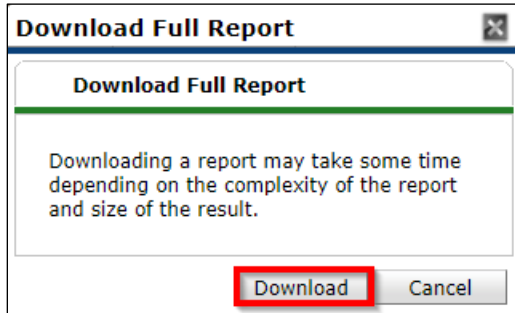 Download Full Report
Download Full Report
Downloading a report may take some time
depending on the complexity of the report
and size of the result.
Download Cancel